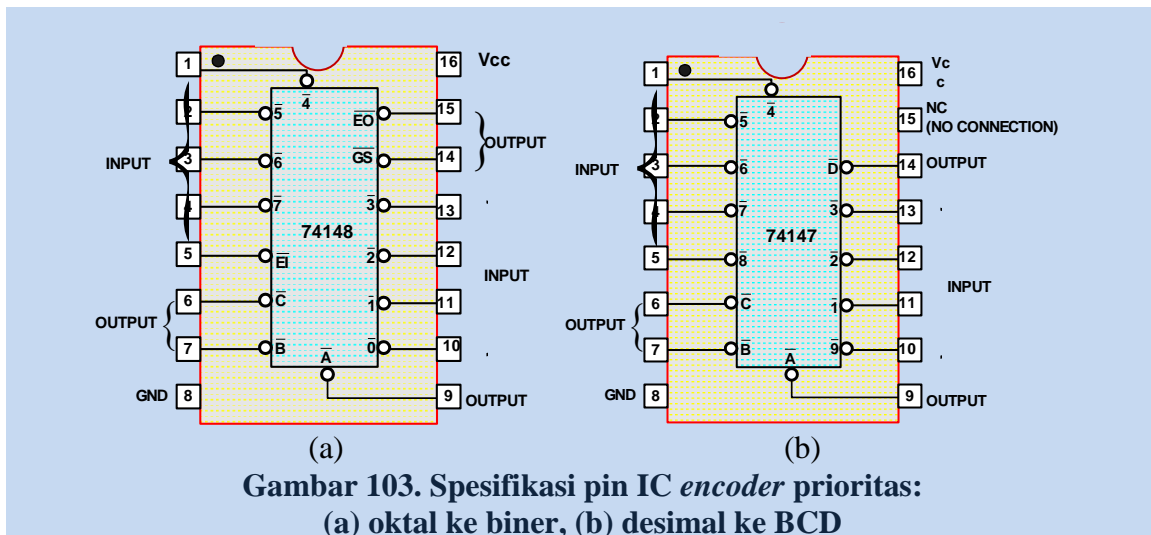 1
16
Vcc
4̅
2
5̅
E̅O̅
15
OUTPUT
INPUT
3
6̅
G̅S̅
14
4
7̅
3̅
13
74148
5
E̅I̅
2̅
12
INPUT
6
C̅
1̅
11
OUTPUT
7
B̅
A̅
0̅
10
GND
8
9
OUTPUT
(a)
1
16
Vc
c
4̅
2
5̅
15
NC
(NO CONNECTION)
INPUT
3
6̅
D̅
14
OUTPUT
4
7̅
3̅
13
74147
5
8̅
2̅
12
INPUT
6
C̅
1̅
11
OUTPUT
7
B̅
A̅
9̅
10
GND
8
9
OUTPUT
(b)
Gambar 103. Spesifikasi pin IC encoder prioritas:
(a) oktal ke biner, (b) desimal ke BCD